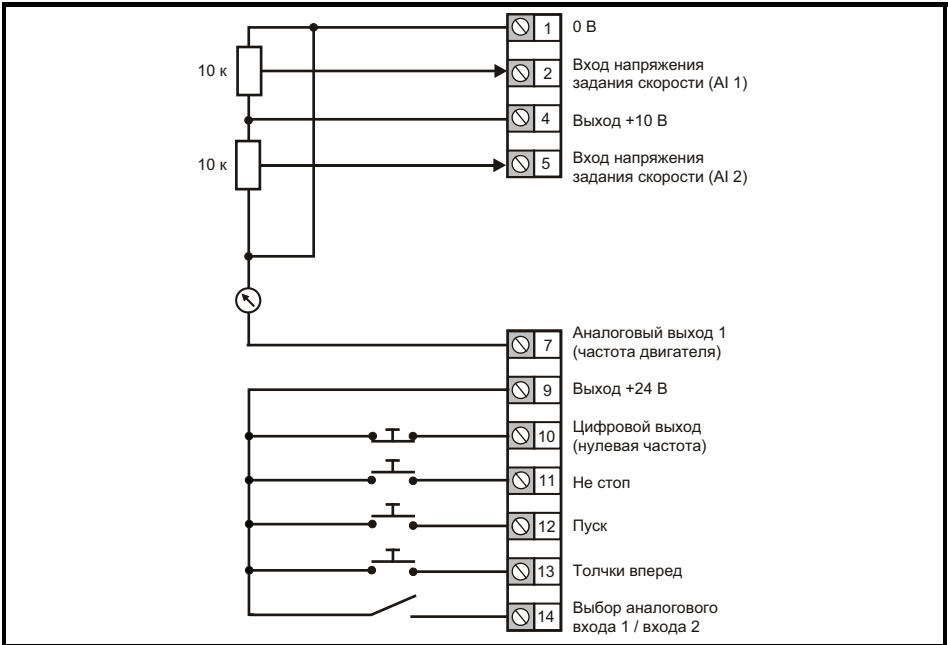 1 0 В
10 к
2 Вход напряжения
задания скорости (AI 1)
4 Выход +10 В
10 к
5 Вход напряжения
задания скорости (AI 2)
7 Аналоговый выход 1
(частота двигателя)
9 Выход +24 В
10 Цифровой выход
(нулевая частота)
11 Не стоп
12 Пуск
13 Толчки вперед
14 Выбор аналогового
входа 1 / входа 2